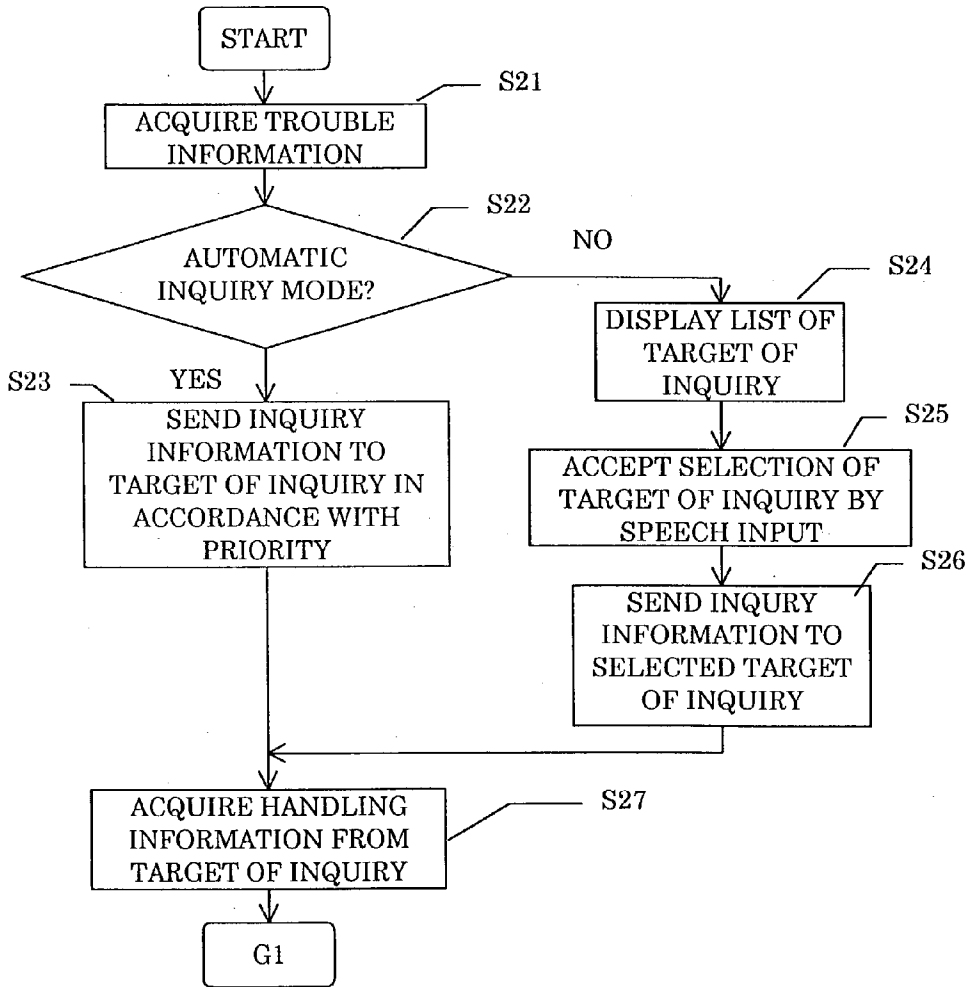 START
S21
ACQUIRE TROUBLE
INFORMATION
S22
AUTOMATIC
INQUIRY MODE?
NO
YES
S23
SEND INQUIRY
INFORMATION TO
TARGET OF INQUIRY IN
ACCORDANCE WITH
PRIORITY
S24
DISPLAY LIST OF
TARGET OF
INQUIRY
S25
ACCEPT SELECTION OF
TARGET OF INQUIRY BY
SPEECH INPUT
S26
SEND INQURY
INFORMATION TO
SELECTED TARGET
OF INQUIRY
S27
ACQUIRE HANDLING
INFORMATION FROM
TARGET OF INQUIRY
G1